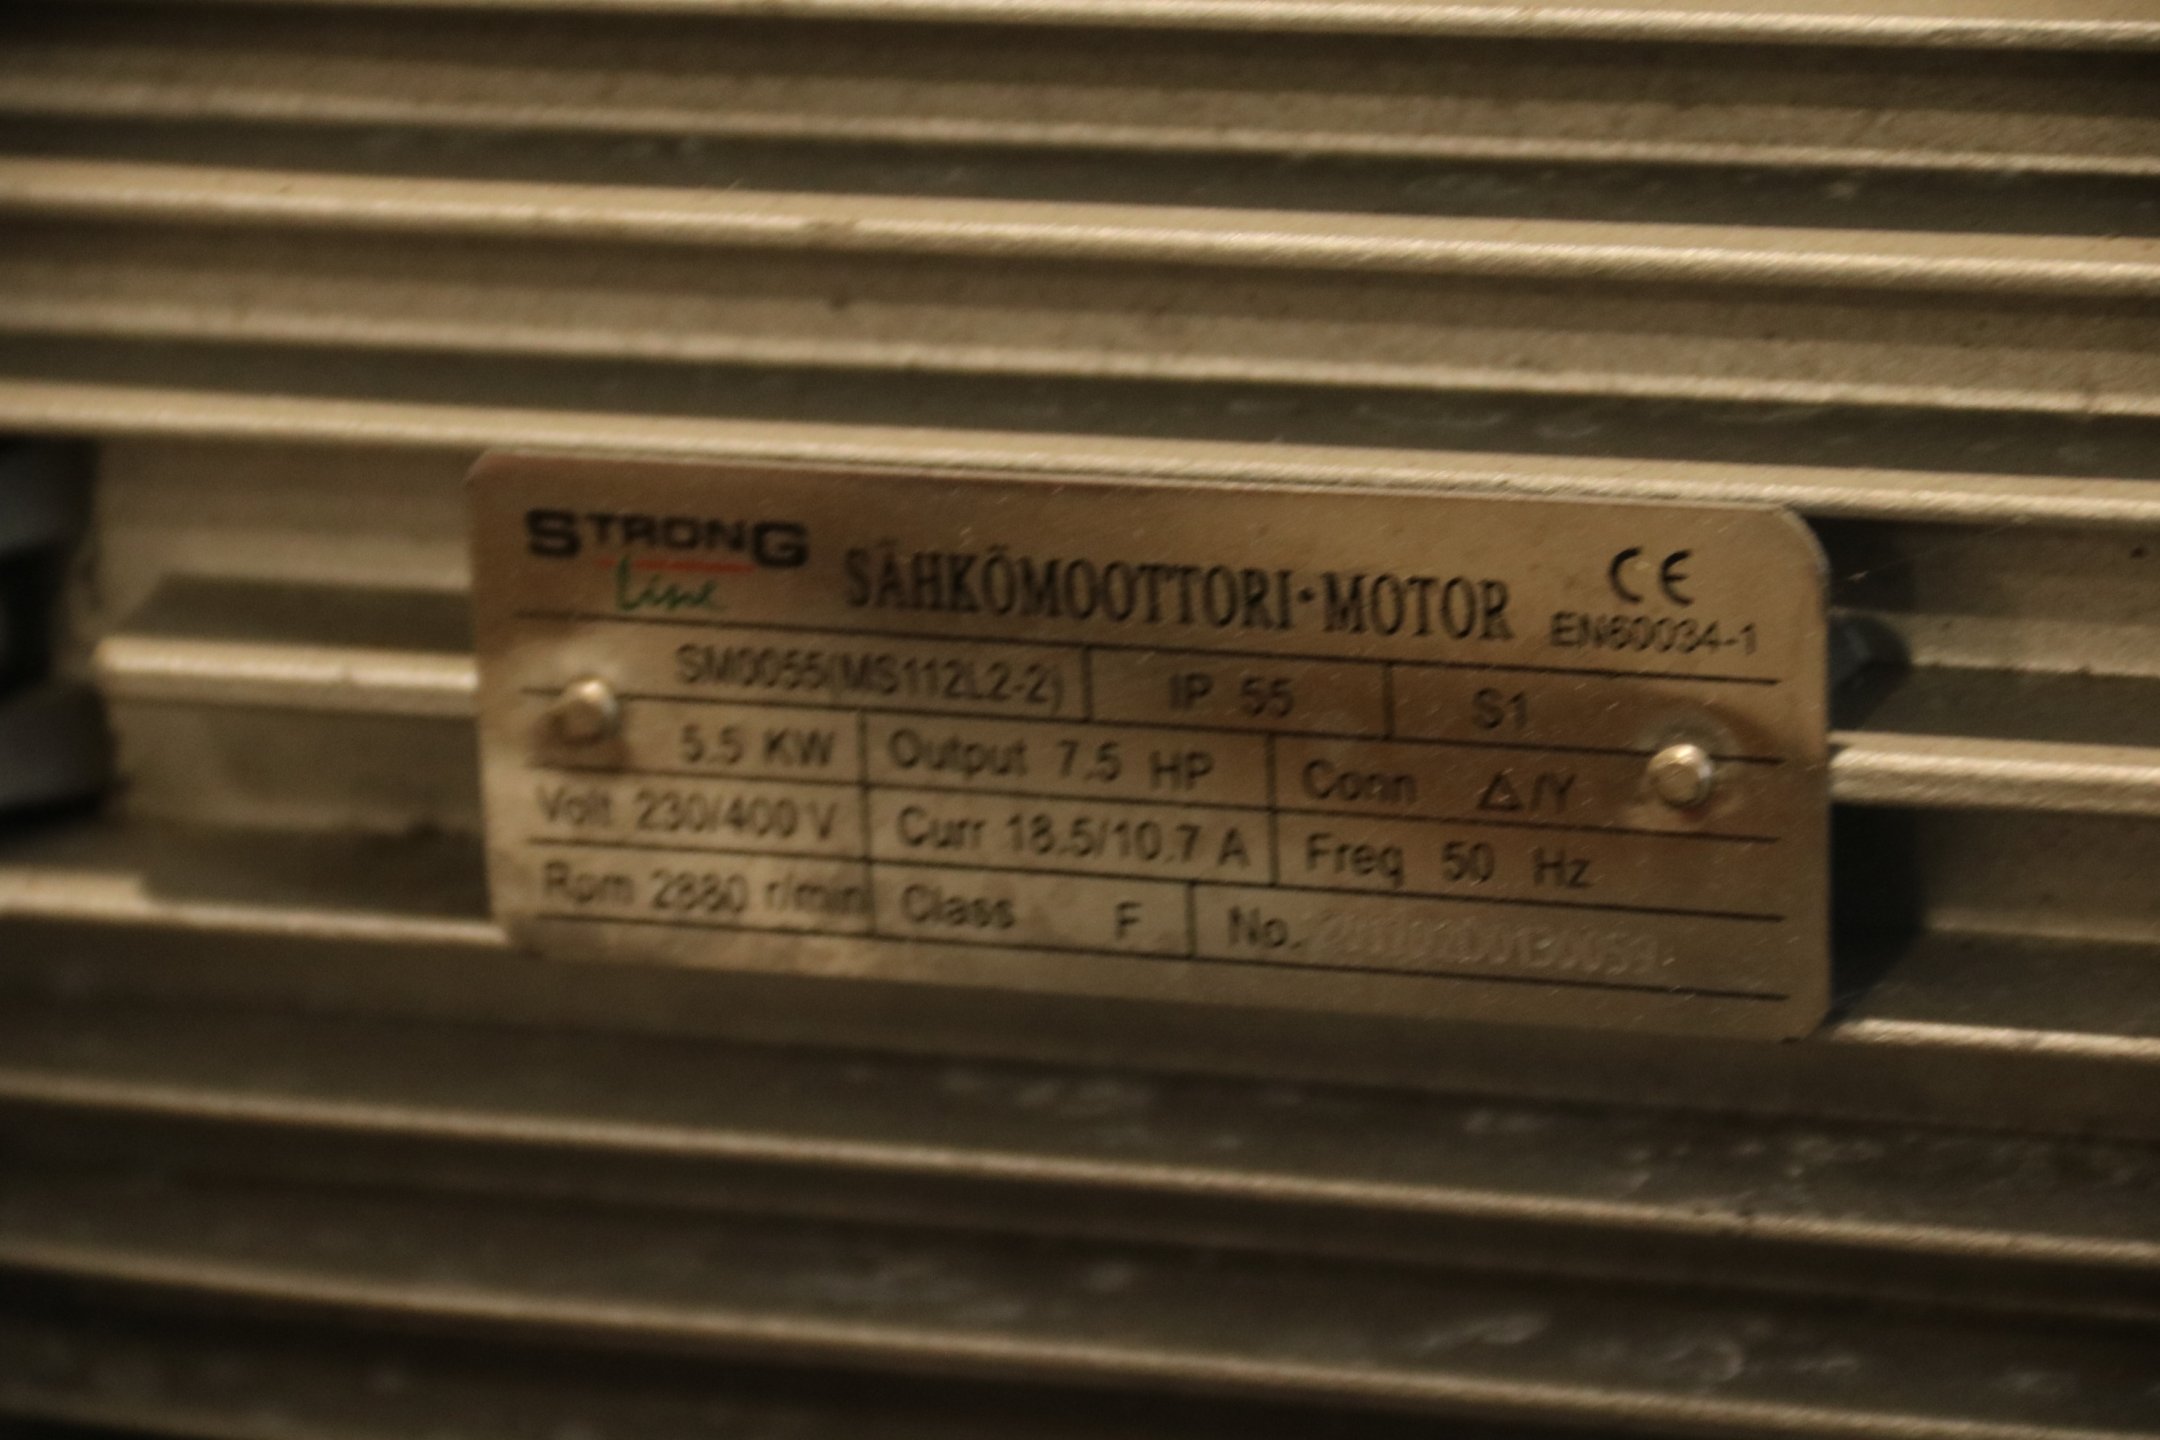 STRONG
Line
SÄHKÖMOOTTORI·MOTOR
CE
EN60034-1
SM0055(MS112L2-2) IP 55 S1
5.5 KW Output 7.5 HP Conn △/Y
Volt 230/400 V Curr 18.5/10.7 A Freq 50 Hz
Rpm 2880 r/min Class F No.